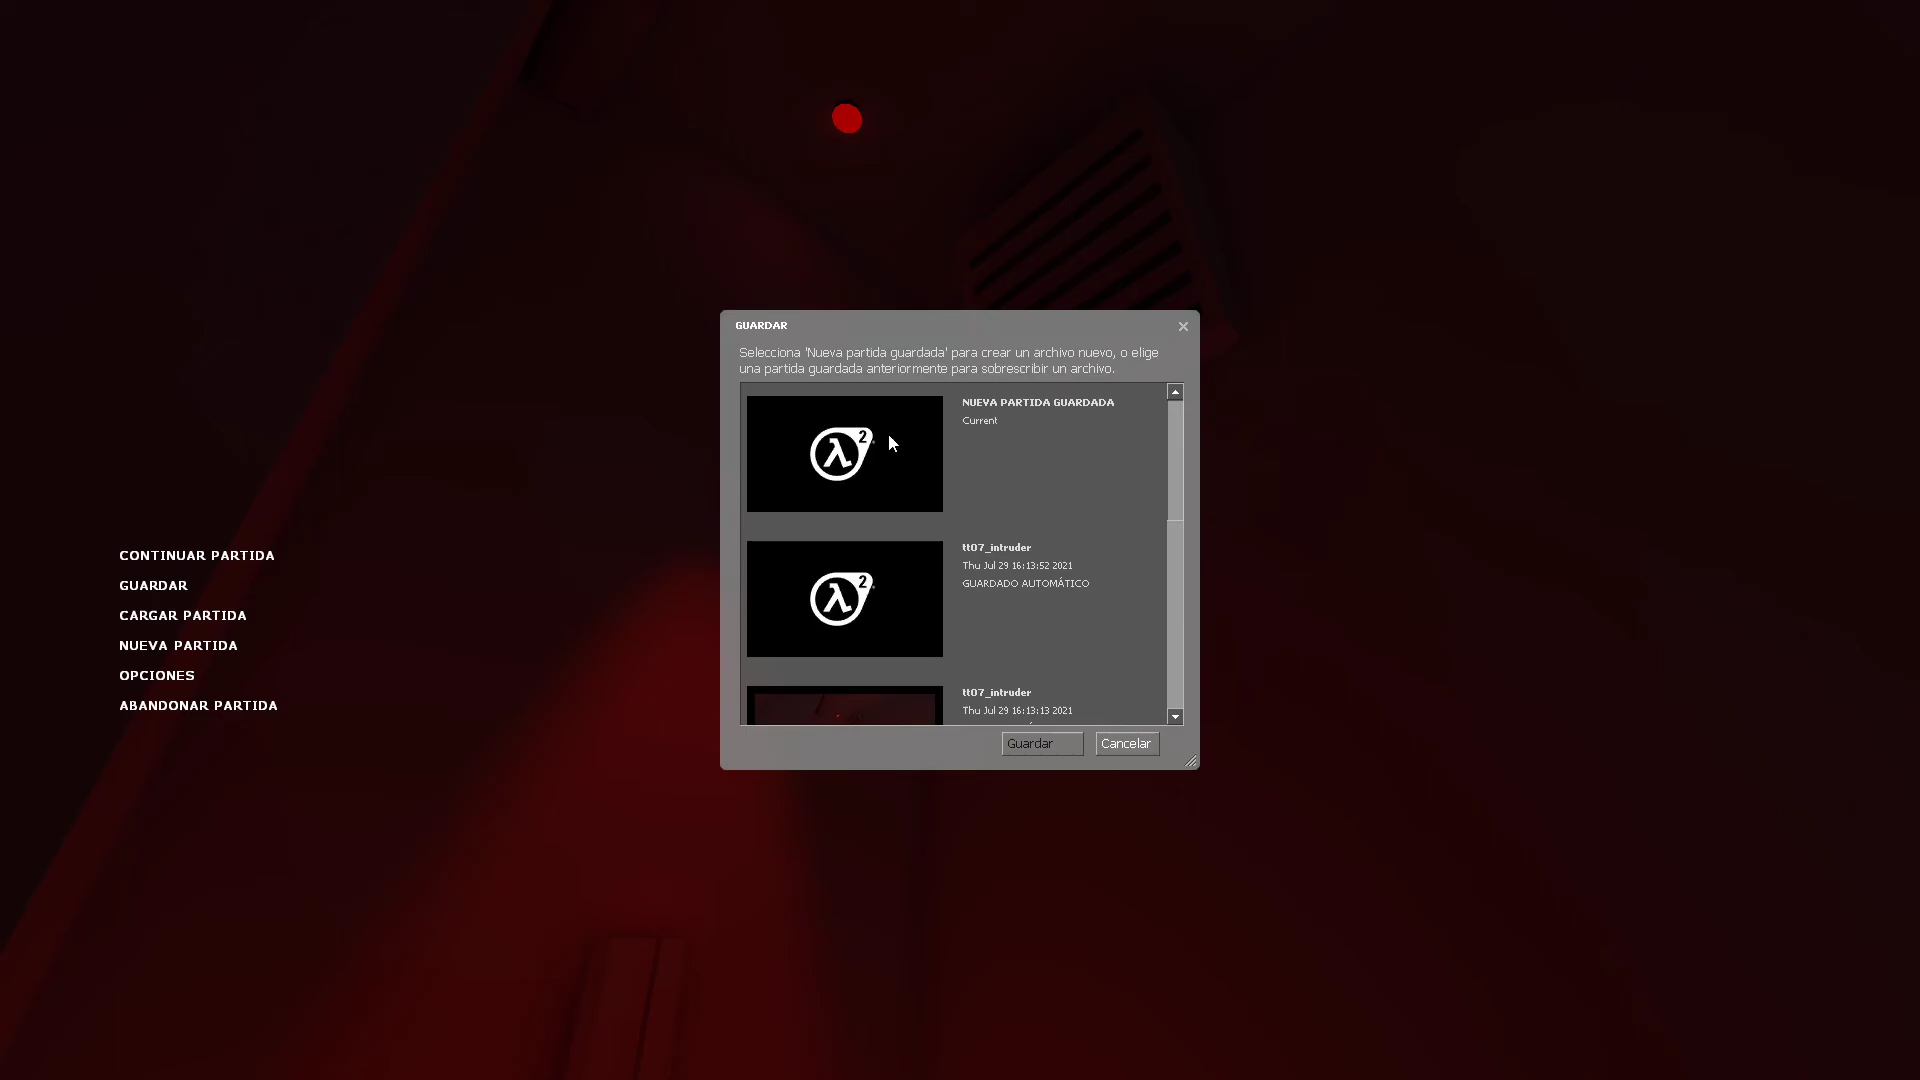 GUARDAR
Selecciona 'Nueva partida guardada' para crear un archivo nuevo, o elige
una partida guardada anteriormente para sobrescribir un archivo.
NUEVA PARTIDA GUARDADA
Current
tt07_intruder
Thu Jul 29 16:13:52 2021
GUARDADO AUTOMÁTICO
tt07_intruder
Thu Jul 29 16:13:13 2021
Guardar
Cancelar
CONTINUAR PARTIDA
GUARDAR
CARGAR PARTIDA
NUEVA PARTIDA
OPCIONES
ABANDONAR PARTIDA